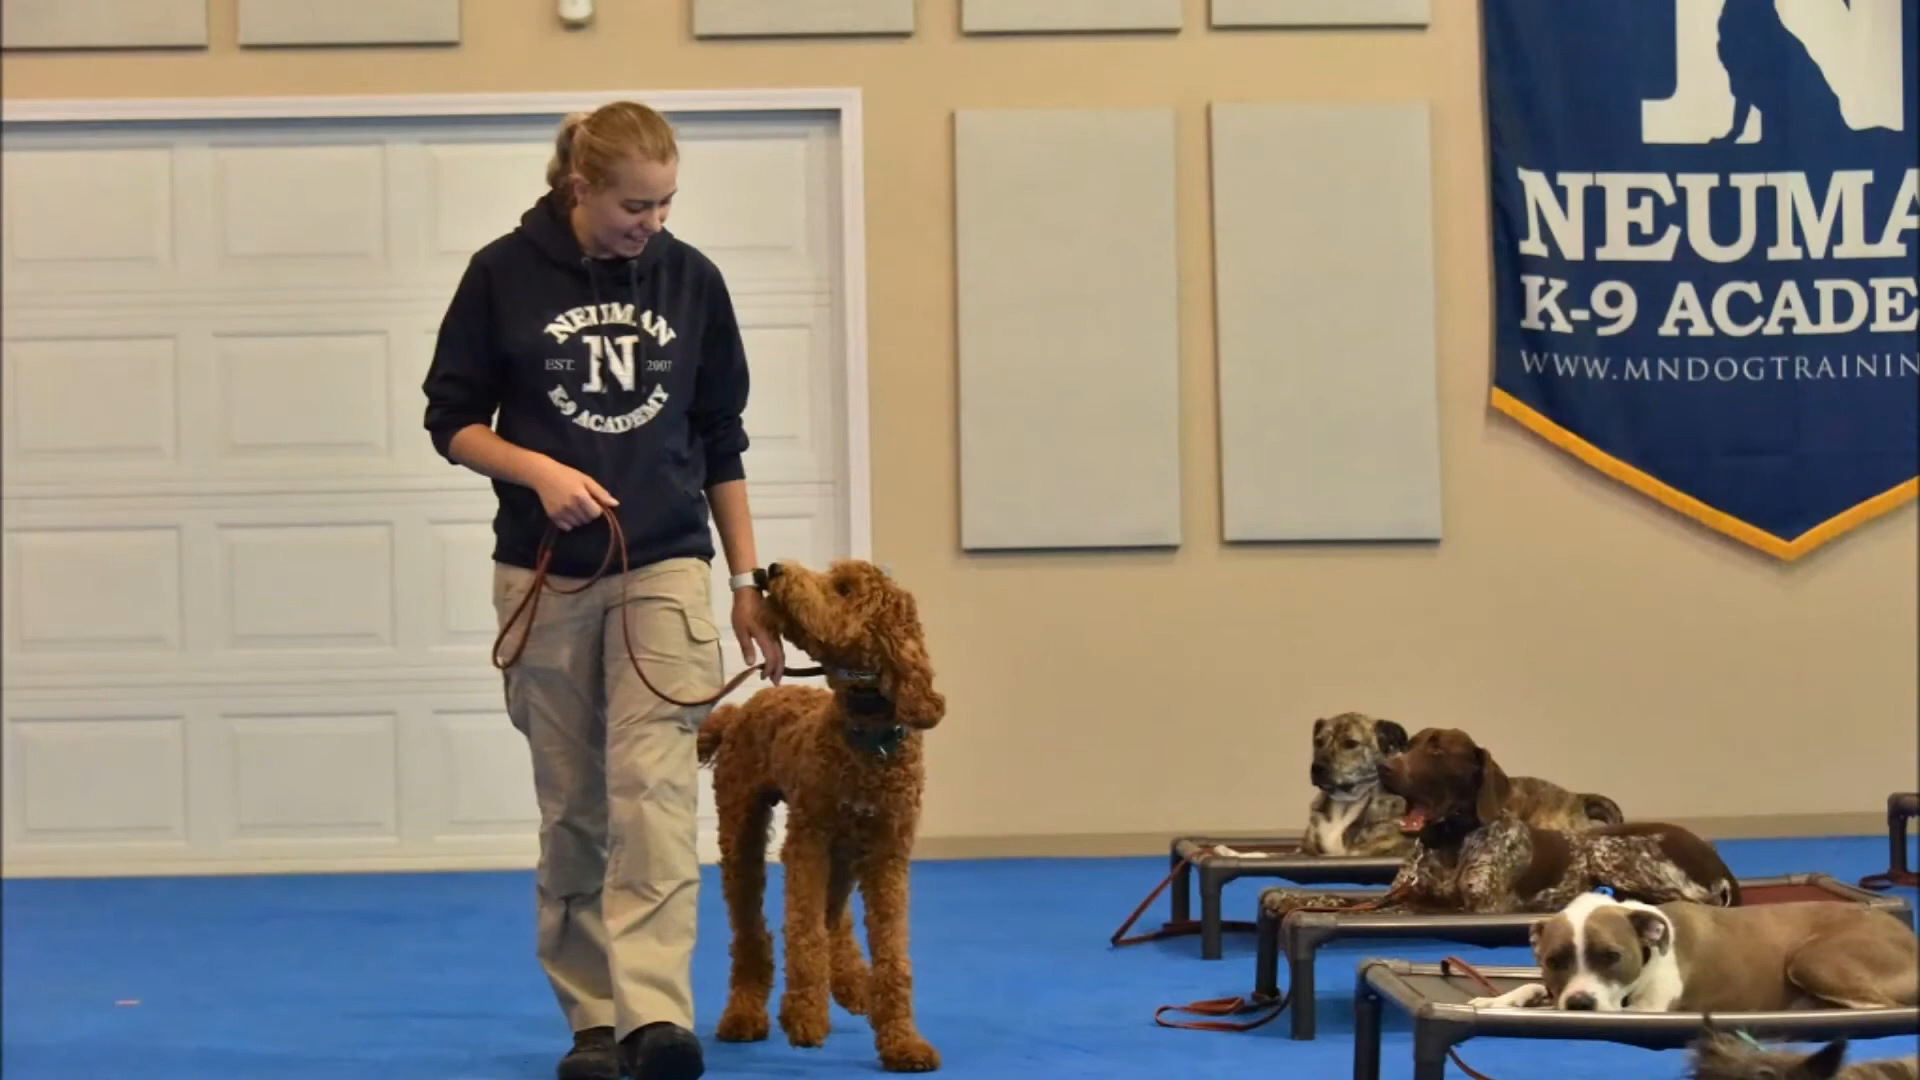 NEUMAN
EST. N 2007
K-9 ACADEMY
N
NEUMA
K-9 ACADE
WWW.MNDOGTRAININ